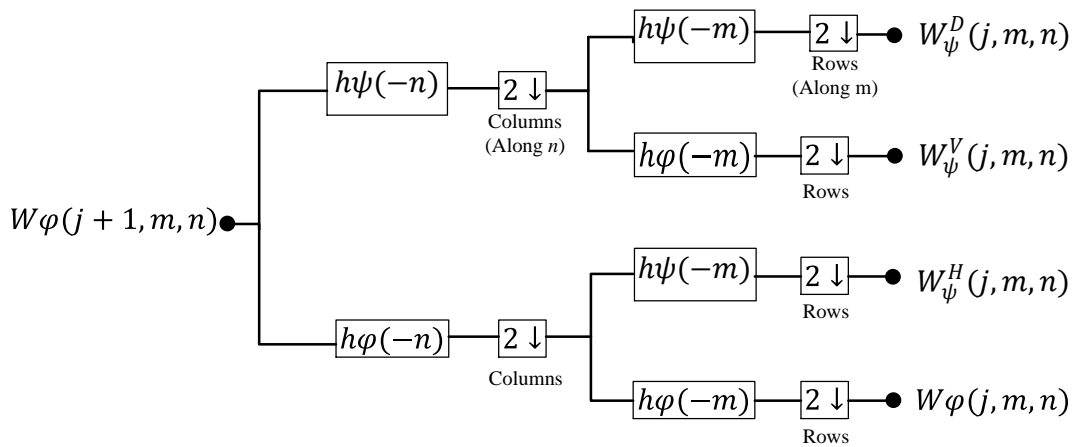 hψ(−m)
2 ↓
W_ψ^D(j, m, n)
Rows
(Along m)
hψ(−n)
2 ↓
Columns
(Along n)
hφ(−m)
2 ↓
W_ψ^V(j, m, n)
Rows
Wφ(j + 1, m, n)
hψ(−m)
2 ↓
W_ψ^H(j, m, n)
Rows
hφ(−n)
2 ↓
Columns
hφ(−m)
2 ↓
Wφ(j, m, n)
Rows